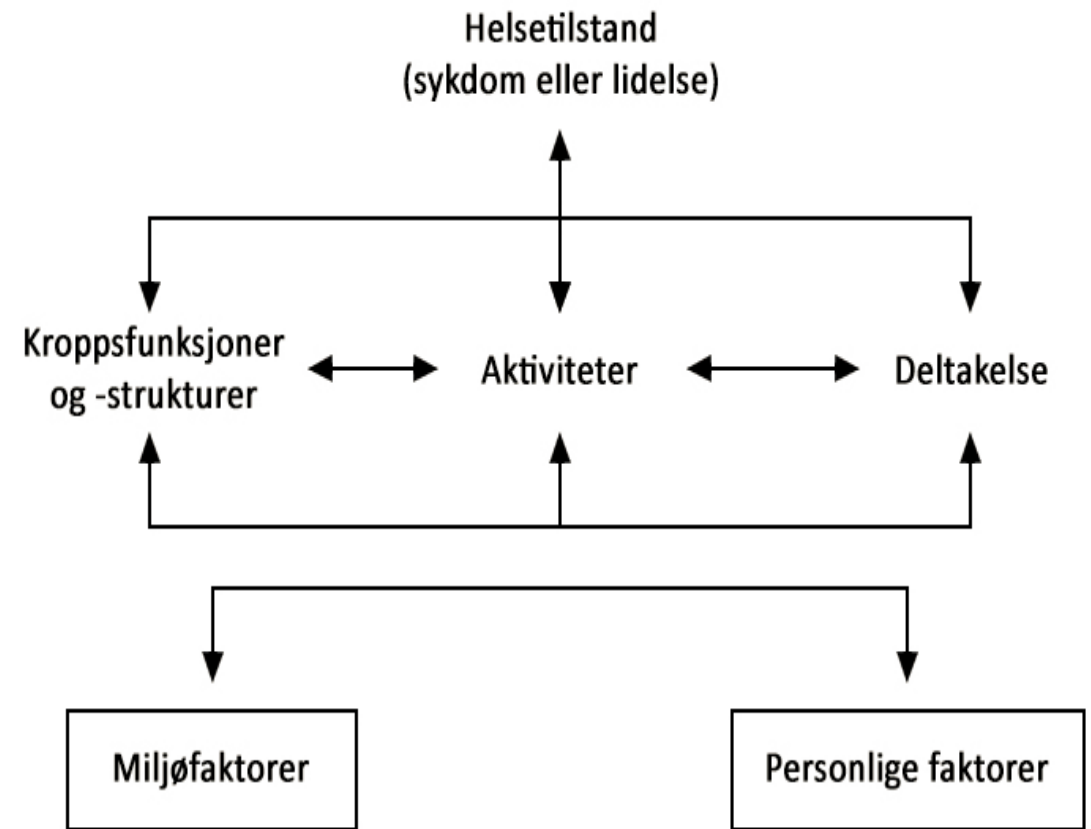 Helsetilstand
(sykdom eller lidelse)
Kroppsfunksjoner
og -strukturer
Aktiviteter
Deltakelse
Miljøfaktorer
Personlige faktorer